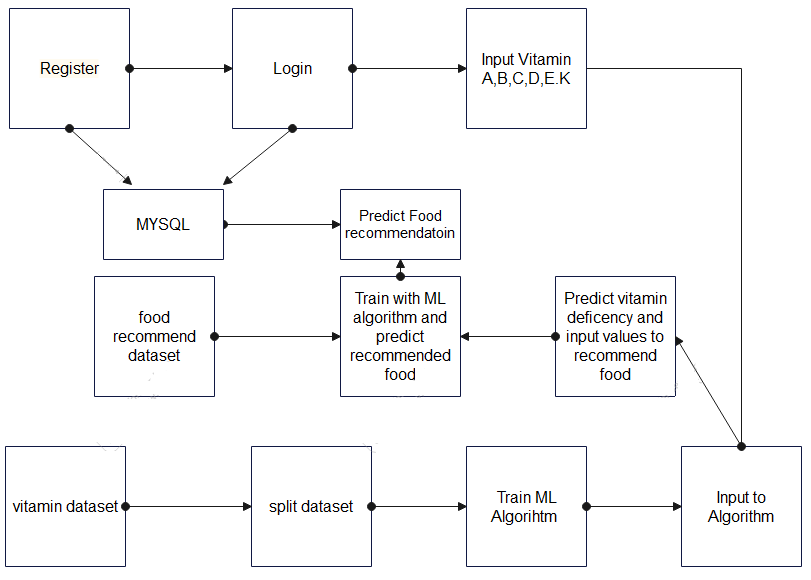 Register
Login
Input Vitamin
A,B,C,D,E.K
MYSQL
Predict Food
recommendatoin
food
recommend
dataset
Train with ML
algorithm and
predict
recommended
food
Predict vitamin
deficency and
input values to
recommend
food
vitamin dataset
split dataset
Train ML
Algorihtm
Input to
Algorithm